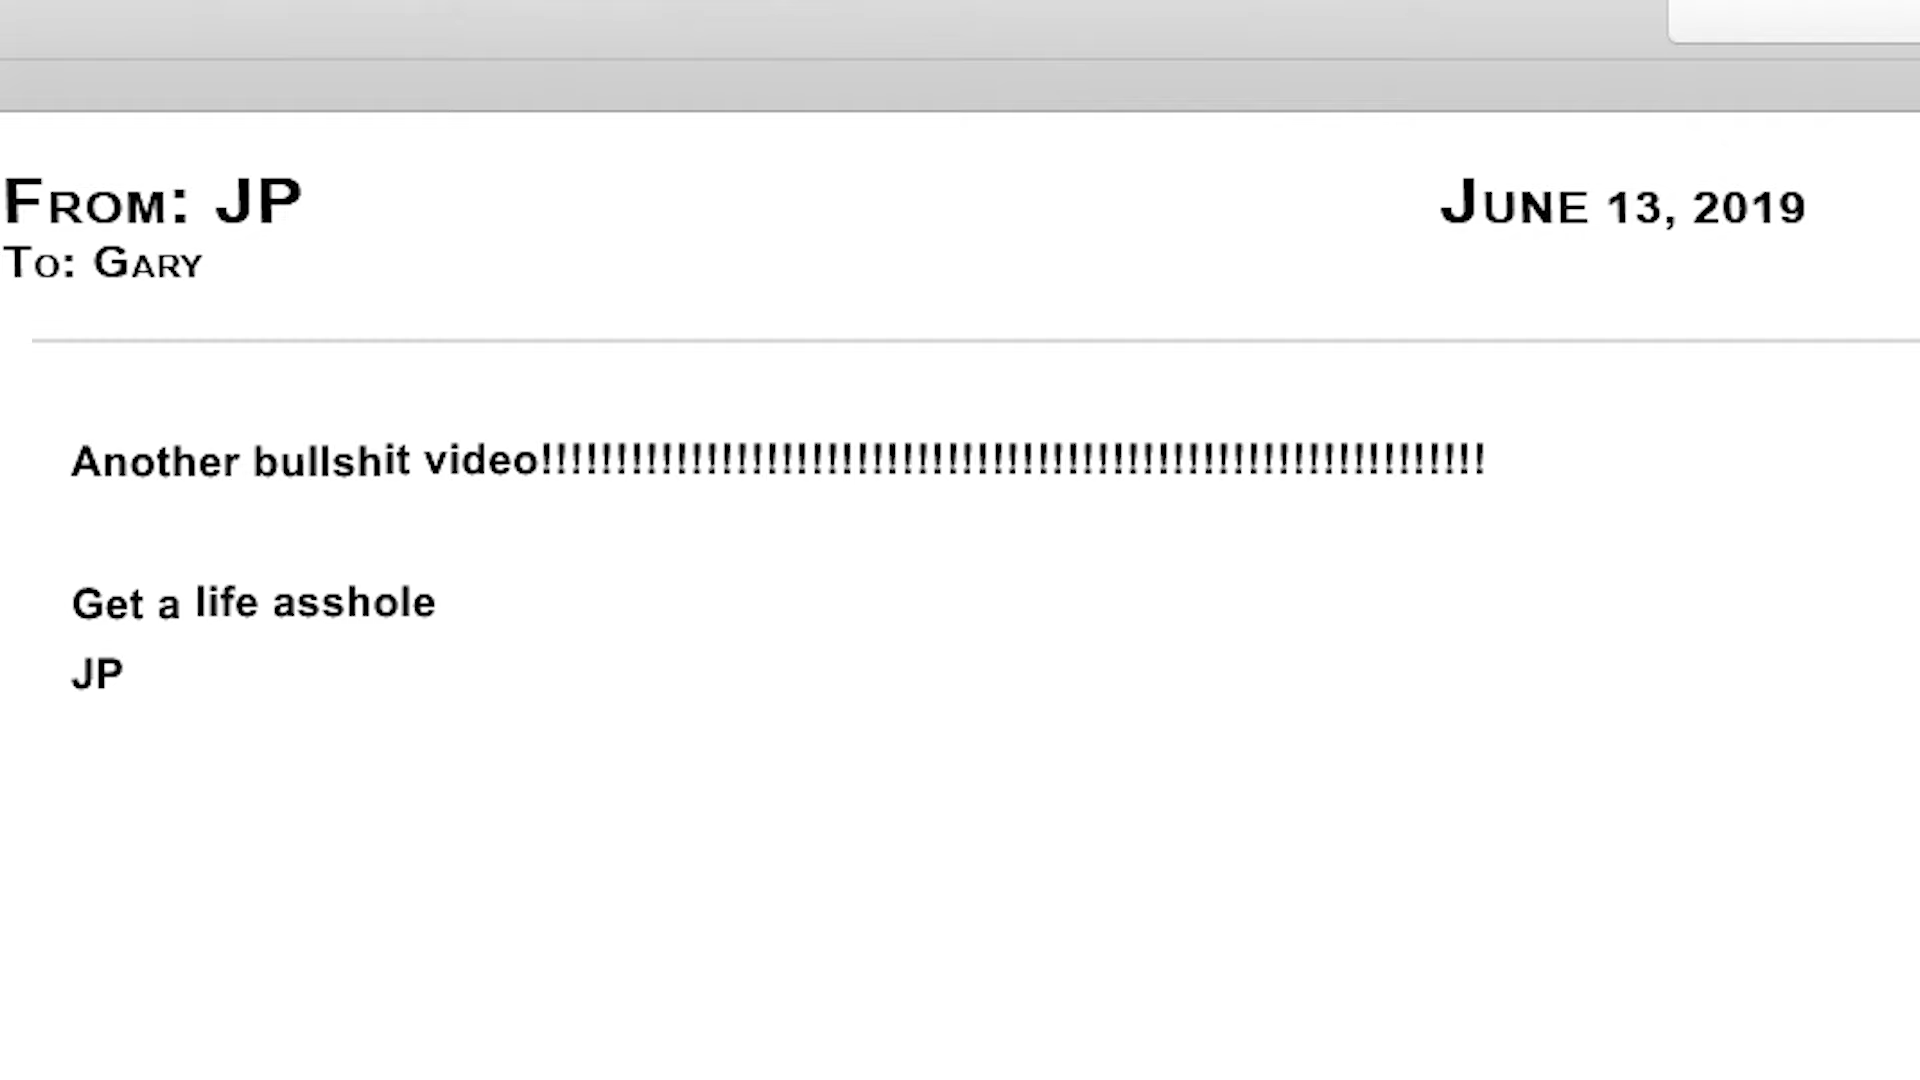 From: JP
June 13, 2019
To: Gary
Another bullshit video!!!!!!!!!!!!!!!!!!!!!!!!!!!!!!!!!!!!!!!!!!!!!!!!!!!!!!!!!!!!!!!
Get a life asshole
JP